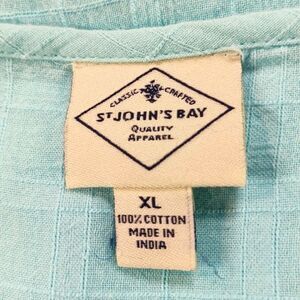 CLASSIC CRAFTED
ST JOHN'S BAY
QUALITY
APPAREL
XL
100% COTTON
MADE IN
INDIA